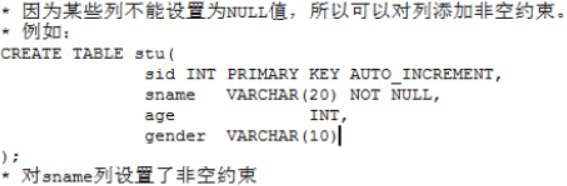 * 因为某些列不能设置为NULL值，所以可以对列添加非空约束。
* 例如：
CREATE TABLE stu(
sid INT PRIMARY KEY AUTO_INCREMENT,
sname VARCHAR(20) NOT NULL,
age INT,
gender VARCHAR(10)
);
* 对sname列设置了非空约束